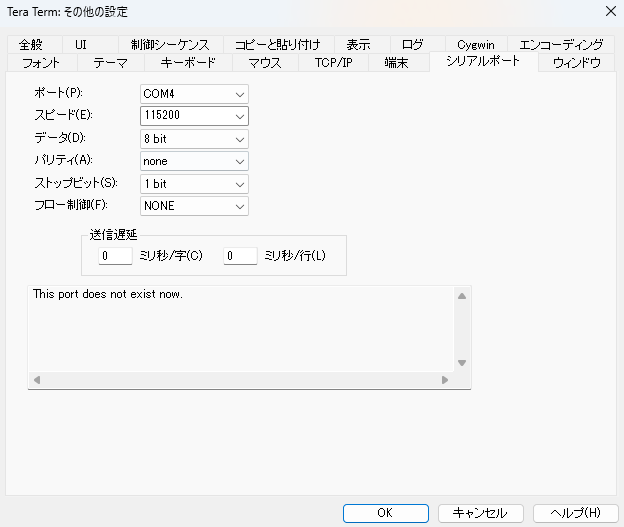 Tera Term: その他の設定
全般 UI 制御シーケンス コピーと貼り付け 表示 ログ Cygwin エンコーディング
フォント テーマ キーボード マウス TCP/IP 端末 シリアルポート ウィンドウ
ポート(P): COM4
スピード(E): 115200
データ(D): 8 bit
パリティ(A): none
ストップビット(S): 1 bit
フロー制御(F): NONE
送信遅延
0 ミリ秒/字(C) 0 ミリ秒/行(L)
This port does not exist now.
OK キャンセル ヘルプ(H)